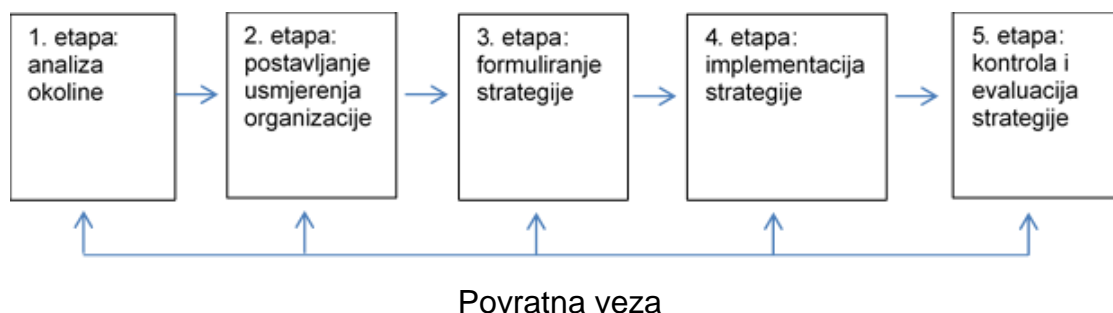 1. etapa:
analiza
okoline
2. etapa:
postavljanje
usmjerenja
organizacije
3. etapa:
formuliranje
strategije
4. etapa:
implementacija
strategije
5. etapa:
kontrola i
evaluacija
strategije
Povratna veza